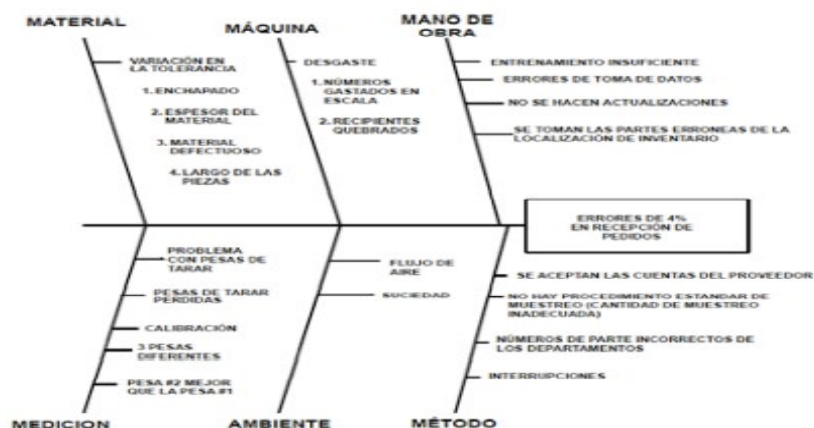 MATERIAL
VARIACIÓN EN
LA TOLERANCIA
1. ENCHAPADO
2. ESPESOR DEL
MATERIAL
3. MATERIAL
DEFECTUOSO
4. LARGO DE LAS
PIEZAS
MÁQUINA
DESGASTE
1. NÚMEROS
GASTADOS EN
ESCALA
2. RECIPIENTES
QUEBRADOS
MANO DE
OBRA
ENTRENAMIENTO INSUFICIENTE
ERRORES DE TOMA DE DATOS
NO SE HACEN ACTUALIZACIONES
SE TOMAN LAS PARTES ERRONEAS DE LA
LOCALIZACIÓN DE INVENTARIO
ERRORES DE 4%
EN RECEPCIÓN DE
PEDIDOS
PROBLEMA
CON PESAS DE
TARAR
PESAS DE TARAR
PERDIDAS
CALIBRACIÓN
3 PESAS
DIFERENTES
PESA #2 MEJOR
QUE LA PESA #1
MEDICION
FLUJO DE
AIRE
SUCIEDAD
AMBIENTE
SE ACEPTAN LAS CUENTAS DEL PROVEEDOR
NO HAY PROCEDIMIENTO ESTANDAR DE
MUESTREO (CANTIDAD DE MUESTREO
INADECUADA)
NÚMEROS DE PARTE INCORRECTOS DE
LOS DEPARTAMENTOS
INTERRUPCIONES
MÉTODO